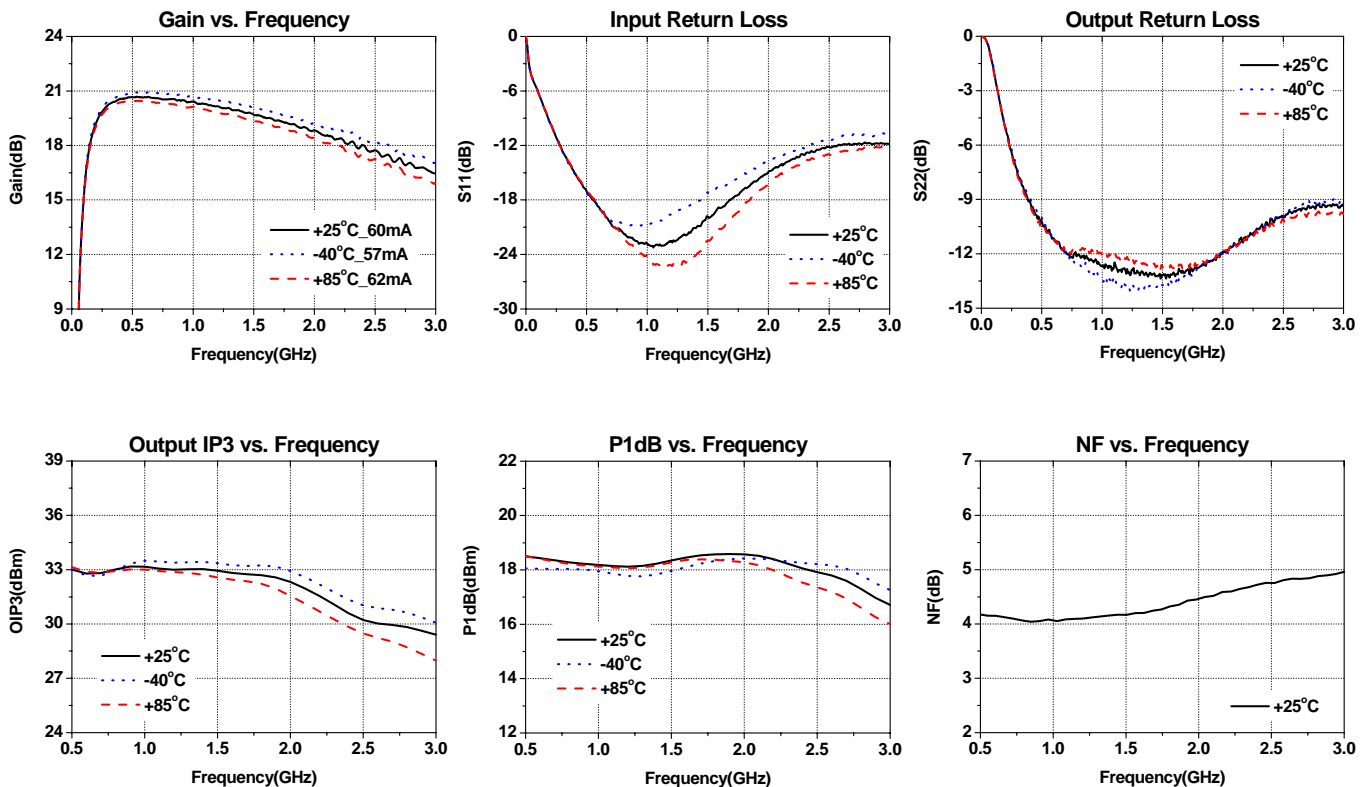 Gain vs. Frequency
24
21
18
15
12
9
Gain(dB)
+25°C_60mA
-40°C_57mA
+85°C_62mA
0.0 0.5 1.0 1.5 2.0 2.5 3.0
Frequency(GHz)
Input Return Loss
0
-6
-12
-18
-24
-30
S11(dB)
+25°C
-40°C
+85°C
0.0 0.5 1.0 1.5 2.0 2.5 3.0
Frequency(GHz)
Output Return Loss
0
-3
-6
-9
-12
-15
S22(dB)
+25°C
-40°C
+85°C
0.0 0.5 1.0 1.5 2.0 2.5 3.0
Frequency(GHz)
Output IP3 vs. Frequency
39
36
33
30
27
24
OIP3(dBm)
+25°C
-40°C
+85°C
0.5 1.0 1.5 2.0 2.5 3.0
Frequency(GHz)
P1dB vs. Frequency
22
20
18
16
14
12
P1dB(dBm)
+25°C
-40°C
+85°C
0.5 1.0 1.5 2.0 2.5 3.0
Frequency(GHz)
NF vs. Frequency
7
6
5
4
3
2
NF(dB)
+25°C
0.5 1.0 1.5 2.0 2.5 3.0
Frequency(GHz)